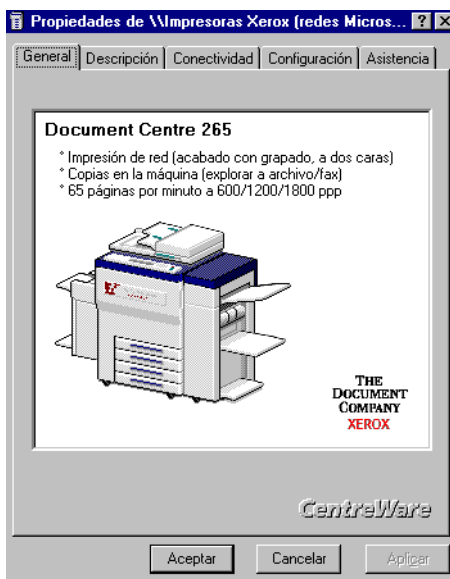 Propiedades de \\Impresoras Xerox (redes Micros...
General Descripción Conectividad Configuración Asistencia
Document Centre 265
* Impresión de red (acabado con grapado, a dos caras)
* Copias en la máquina (explorar a archivo/fax)
* 65 páginas por minuto a 600/1200/1800 ppp
THE
DOCUMENT
COMPANY
XEROX
CentreWare
Aceptar Cancelar Aplicar